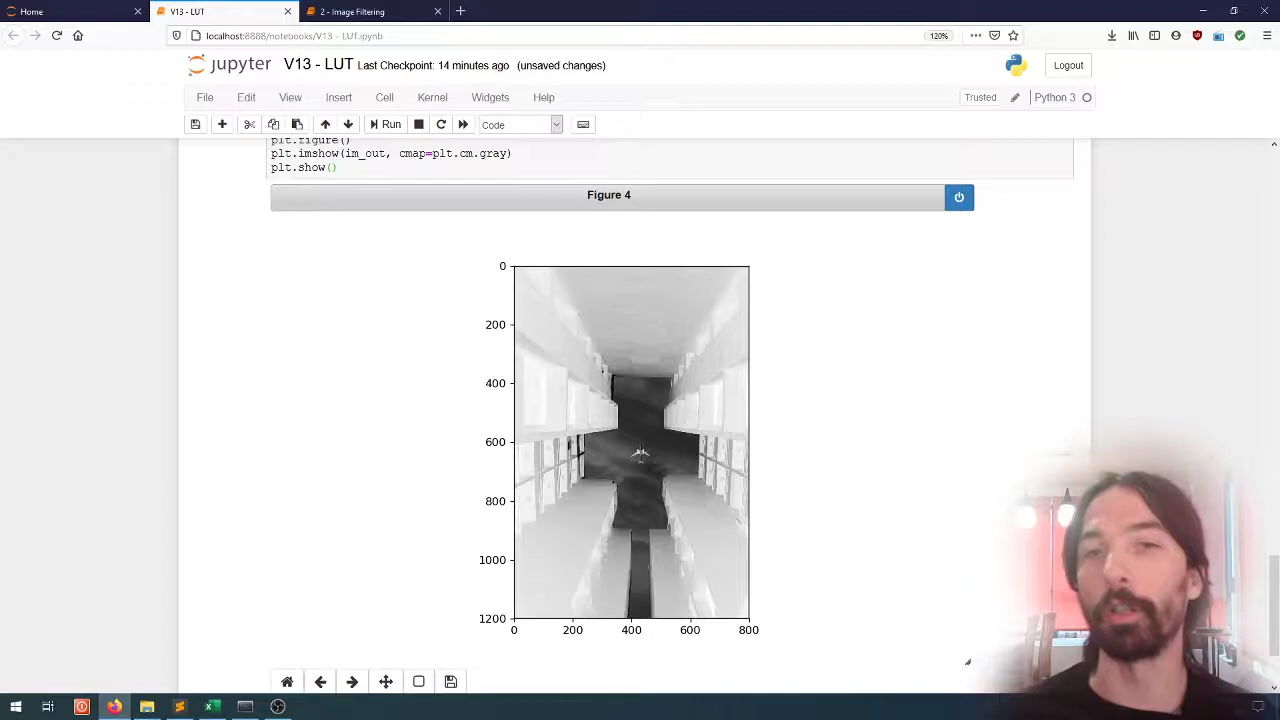 Home
V13 - LUT
2 - Image Filtering
localhost:8888/notebooks/V13 - LUT.ipynb
120%
jupyter V13 - LUT Last Checkpoint: 14 minutes ago (unsaved changes)
Logout
File Edit View Insert Cell Kernel Widgets Help
Trusted
Python 3
Run
Code
plt.figure()
plt.imshow(im_out, cmap=plt.cm.gray)
plt.show()
Figure 4
0
200
400
600
800
1000
1200
0 200 400 600 800